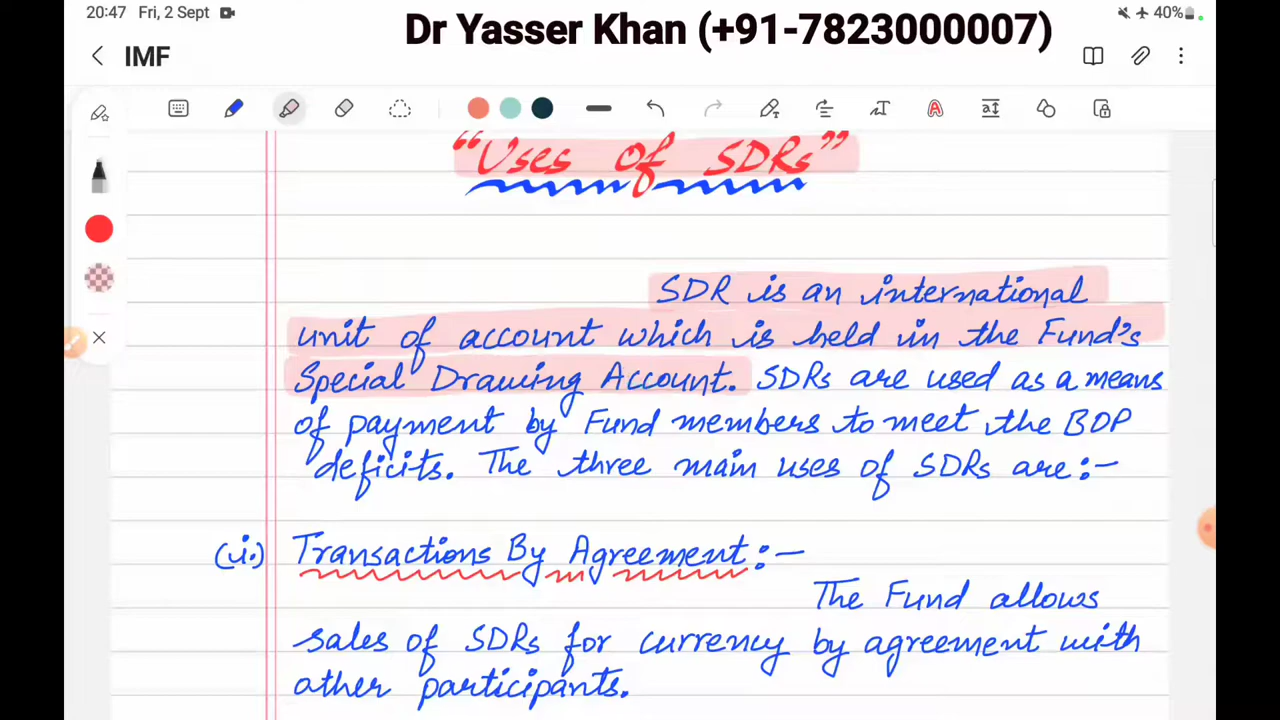 20:47 Fri, 2 Sept
40%
Dr Yasser Khan (+91-7823000007)
IMF
"Uses Of SDRs"
SDR is an international
unit of account which is held in the Fund's
Special Drawing Account. SDRs are used as a means
of payment by Fund members to meet the BOP
deficits. The three main uses of SDRs are:-
(i.) Transactions By Agreement:-
The Fund allows
sales of SDRs for currency by agreement with
other participants.